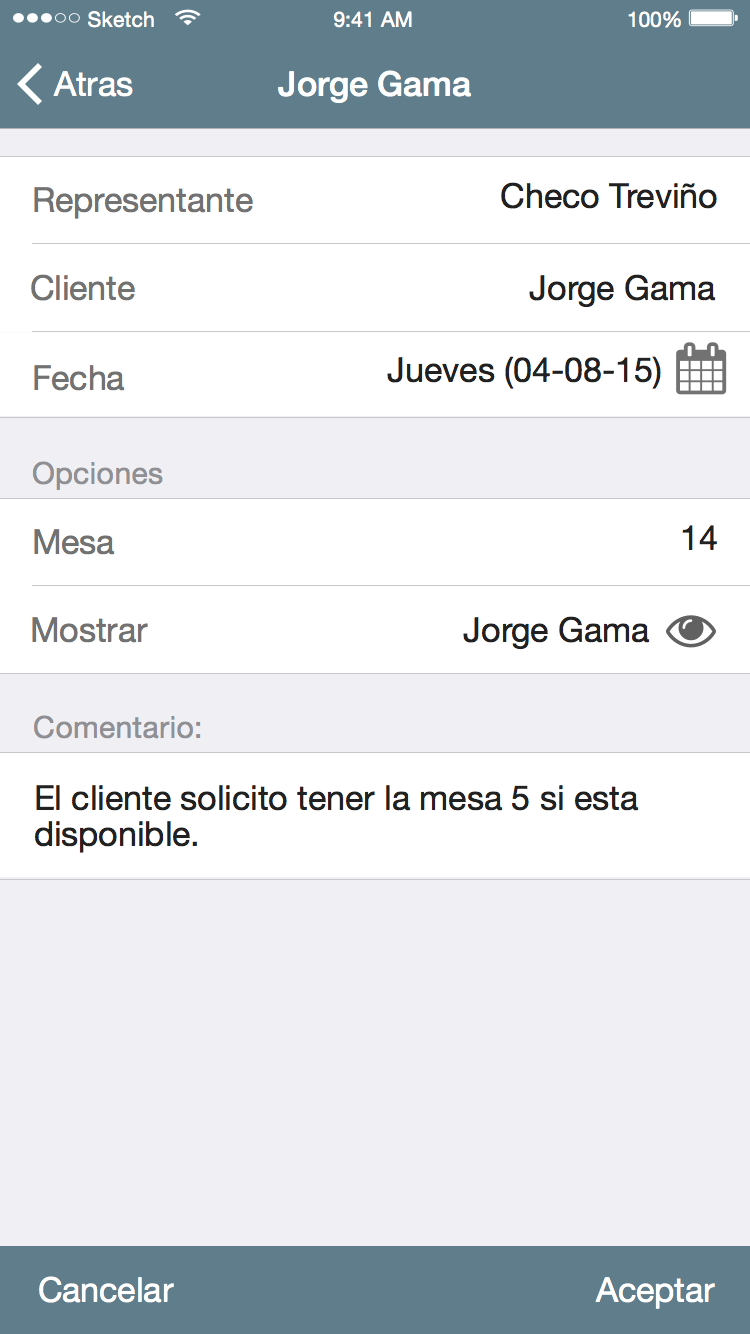 Sketch 9:41 AM 100%
Atras Jorge Gama
Representante Checo Treviño
Cliente Jorge Gama
Fecha Jueves (04-08-15)
Opciones
Mesa 14
Mostrar Jorge Gama
Comentario:
El cliente solicito tener la mesa 5 si esta
disponible.
Cancelar Aceptar